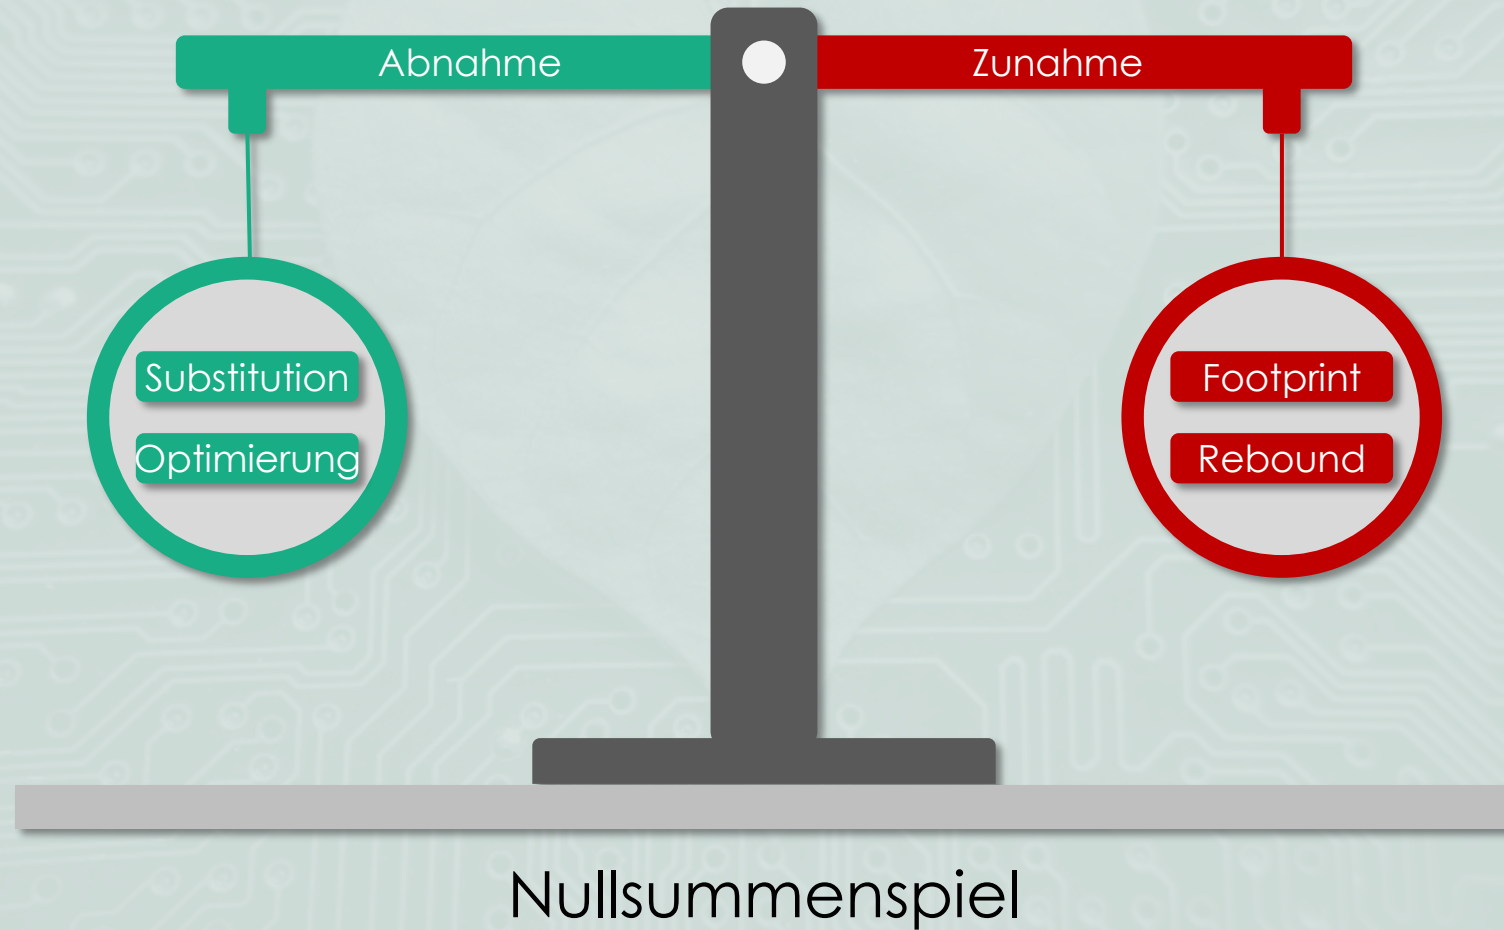 Abnahme
Zunahme
Substitution
Optimierung
Footprint
Rebound
Nullsummenspiel